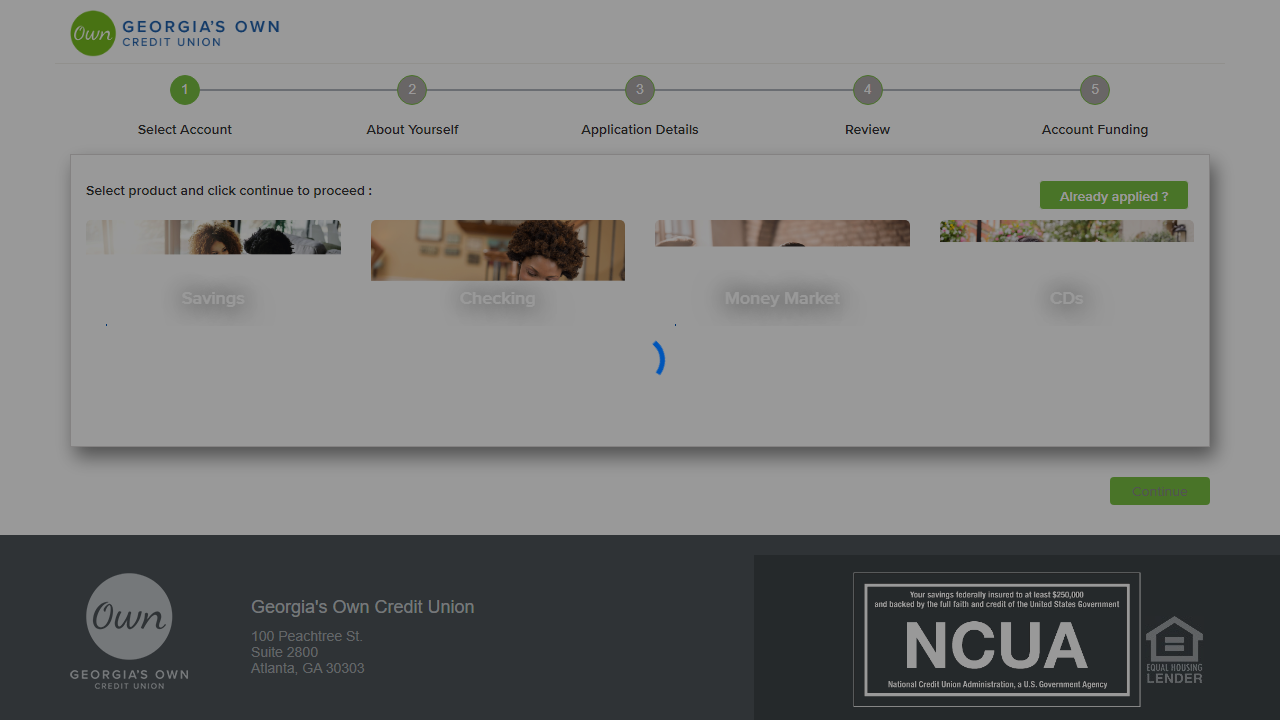 Own
GEORGIA'S OWN
CREDIT UNION
1
2
3
4
5
Select Account
About Yourself
Application Details
Review
Account Funding
Select product and click continue to proceed :
Already applied ?
Savings
Checking
Money Market
CDs
Continue
Own
GEORGIA'S OWN
CREDIT UNION
Georgia's Own Credit Union
100 Peachtree St.
Suite 2800
Atlanta, GA 30303
Your savings federally insured to at least $250,000
and backed by the full faith and credit of the United States Government
NCUA
National Credit Union Administration, a U.S. Government Agency
EQUAL HOUSING
LENDER